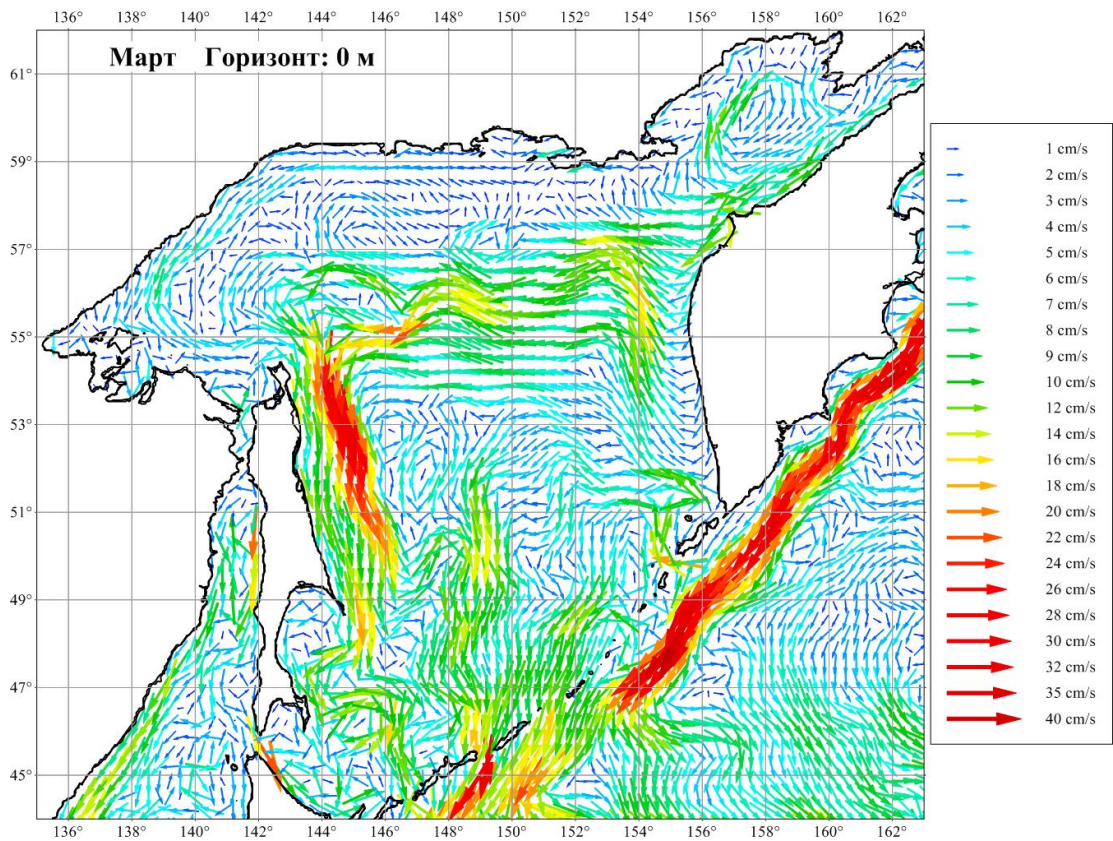 136° 138° 140° 142° 144° 146° 148° 150° 152° 154° 156° 158° 160° 162°
Март Горизонт: 0 м
61°
59°
57°
55°
53°
51°
49°
47°
45°
136° 138° 140° 142° 144° 146° 148° 150° 152° 154° 156° 158° 160° 162°
1 cm/s
2 cm/s
3 cm/s
4 cm/s
5 cm/s
6 cm/s
7 cm/s
8 cm/s
9 cm/s
10 cm/s
12 cm/s
14 cm/s
16 cm/s
18 cm/s
20 cm/s
22 cm/s
24 cm/s
26 cm/s
28 cm/s
30 cm/s
32 cm/s
35 cm/s
40 cm/s